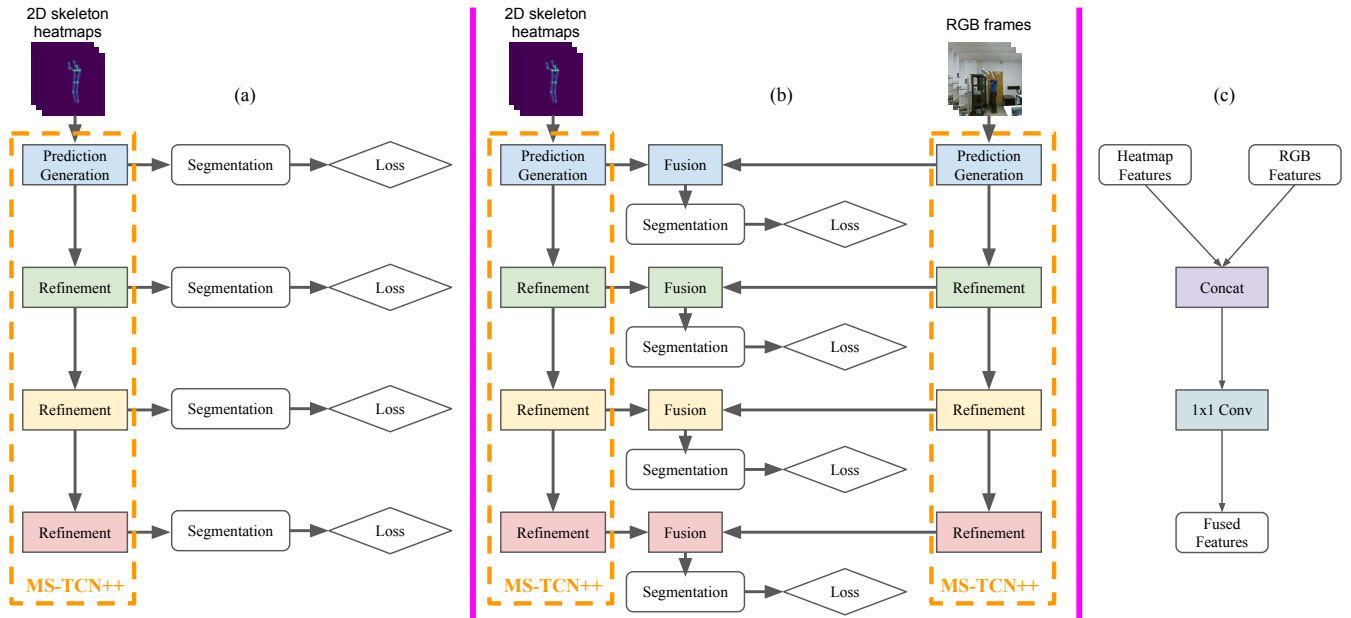 2D skeleton
heatmaps
(a)
Prediction
Generation
Segmentation
Loss
Refinement
Segmentation
Loss
Refinement
Segmentation
Loss
Refinement
Segmentation
Loss
MS-TCN++
2D skeleton
heatmaps
(b)
RGB frames
Prediction
Generation
Fusion
Prediction
Generation
Segmentation
Loss
Refinement
Fusion
Refinement
Segmentation
Loss
Refinement
Fusion
Refinement
Segmentation
Loss
Refinement
Fusion
Refinement
Segmentation
Loss
MS-TCN++
MS-TCN++
(c)
Heatmap
Features
RGB
Features
Concat
1x1 Conv
Fused
Features